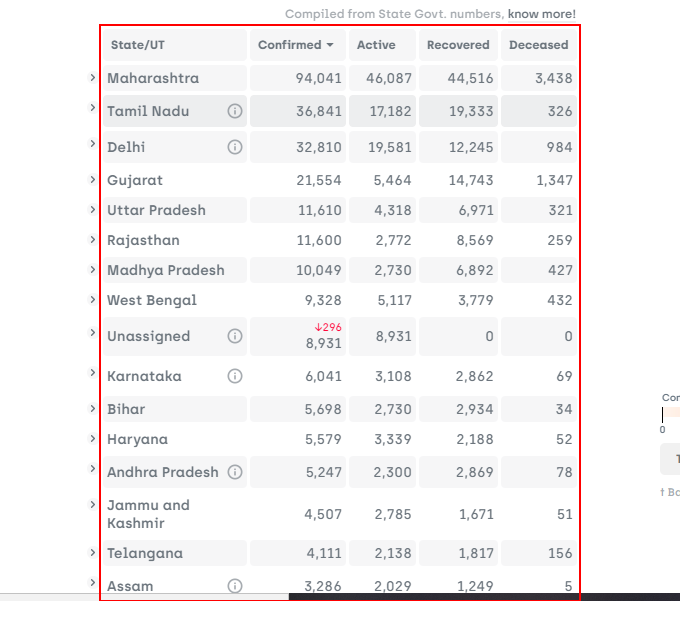 Compiled from State Govt. numbers, know more!
State/UT Confirmed Active Recovered Deceased
Maharashtra 94,041 46,087 44,516 3,438
Tamil Nadu 36,841 17,182 19,333 326
Delhi 32,810 19,581 12,245 984
Gujarat 21,554 5,464 14,743 1,347
Uttar Pradesh 11,610 4,318 6,971 321
Rajasthan 11,600 2,772 8,569 259
Madhya Pradesh 10,049 2,730 6,892 427
West Bengal 9,328 5,117 3,779 432
↓296
Unassigned 8,931 8,931 0 0
Karnataka 6,041 3,108 2,862 69
Bihar 5,698 2,730 2,934 34
Haryana 5,579 3,339 2,188 52
Andhra Pradesh 5,247 2,300 2,869 78
Jammu and
Kashmir 4,507 2,785 1,671 51
Telangana 4,111 2,138 1,817 156
Assam 3,286 2,029 1,249 5
0